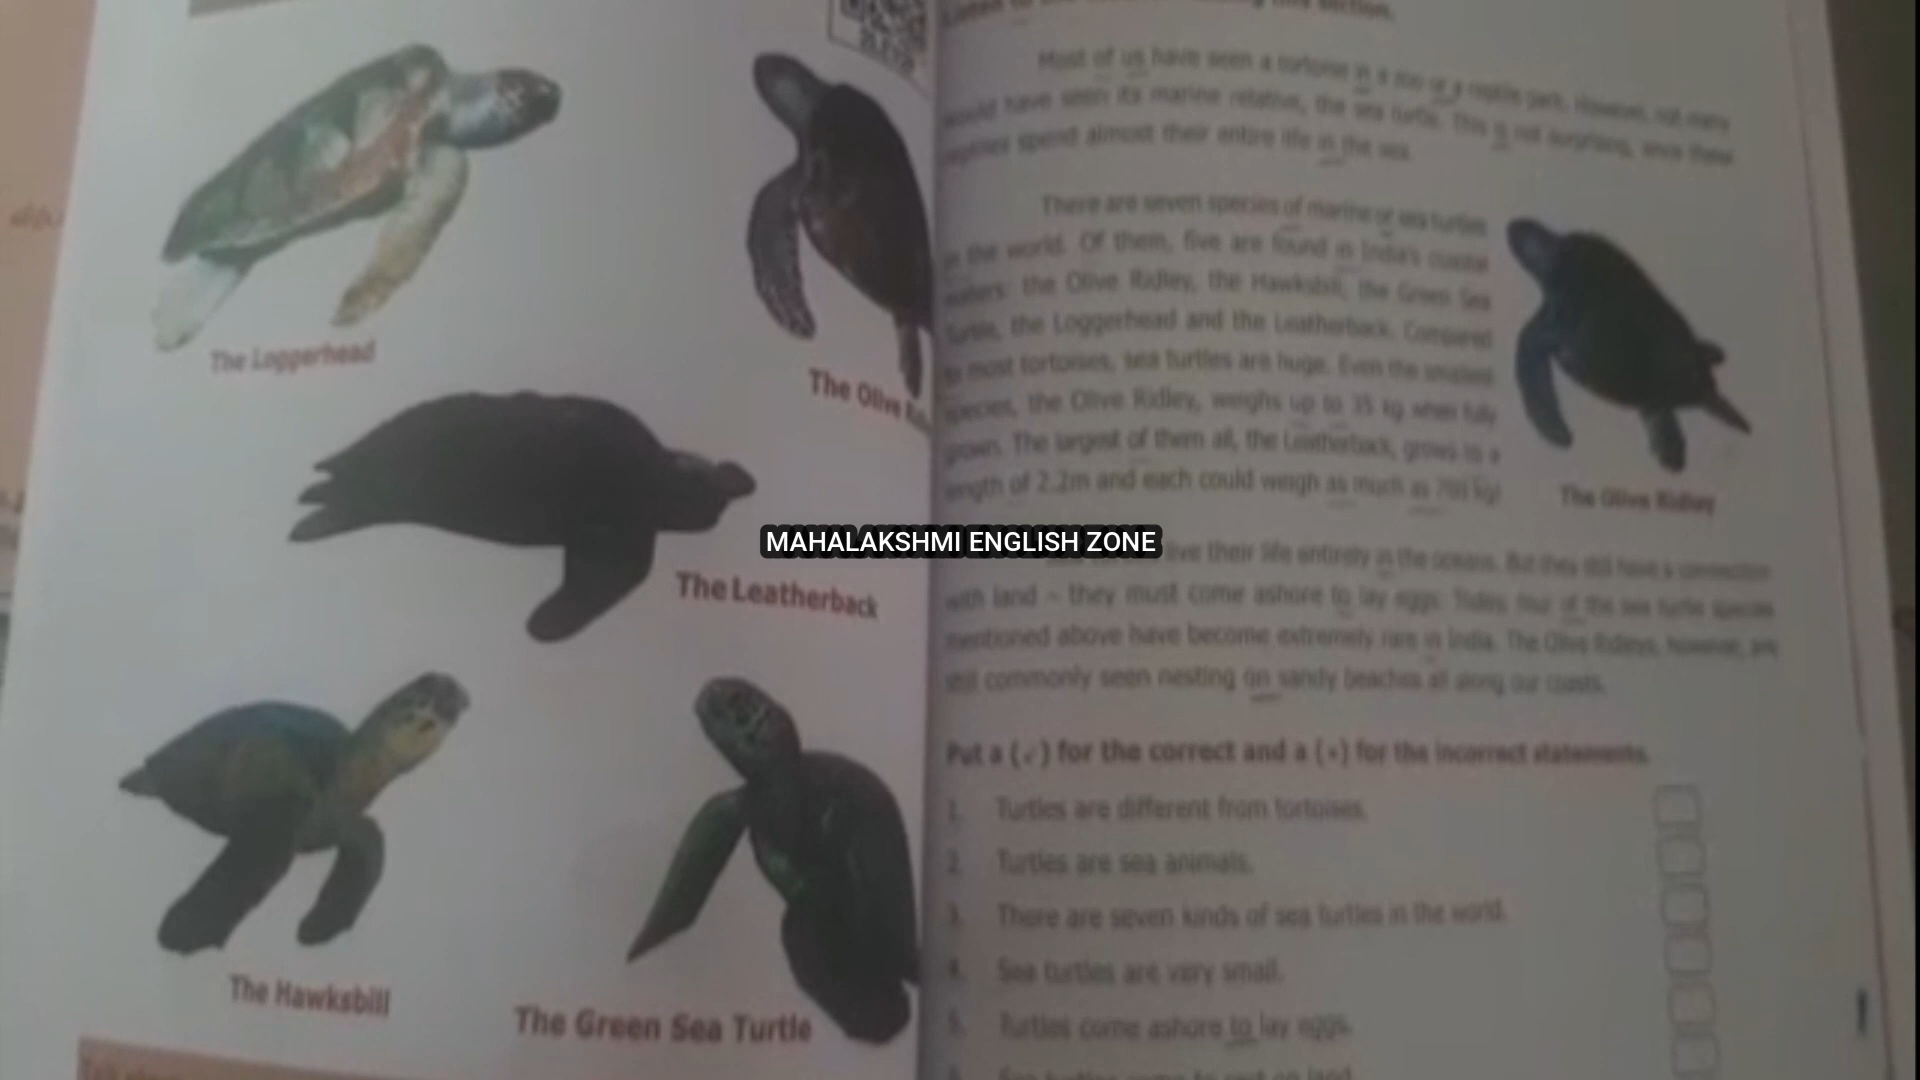 The Loggerhead
The Olive
The Leatherback
The Hawksbill
The Green Sea Turtle
MAHALAKSHMI ENGLISH ZONE
Most of us have seen a tortoise in a zoo or a reptile park. However, not many
would have seen its marine relative, the sea turtle. This is not surprising, since these
spend almost their entire life in the sea.
There are seven species of marine or sea turtles
in the world. Of them, five are found in India's coastal
waters: the Olive Ridley, the Hawksbill, the Green Sea
Turtle, the Loggerhead and the Leatherback. Compared
to most tortoises, sea turtles are huge. Even the smallest
species, the Olive Ridley, weighs up to 35 kg when fully
grown. The largest of them all, the Leatherback, grows to a
length of 2.2m and each could weigh as much as
The Olive Ridley
their life entirely in the oceans. But they still have a connection
with land – they must come ashore to lay eggs. Today, four of the sea turtle species
mentioned above have become extremely rare in India. The Olive Ridleys, however, are
still commonly seen nesting on sandy beaches all along our coasts.
Put a (✓) for the correct and a (×) for the incorrect statements.
1. Turtles are different from tortoises.
2. Turtles are sea animals.
3. There are seven kinds of sea turtles in the world.
4. Sea turtles are very small.
5. Turtles come ashore to lay eggs.